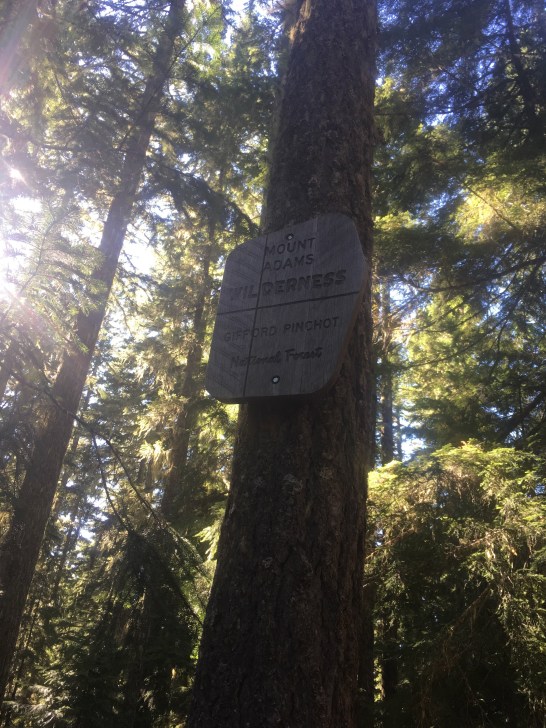 MOUNT
ADAMS
WILDERNESS
GIFFORD PINCHOT
National Forest